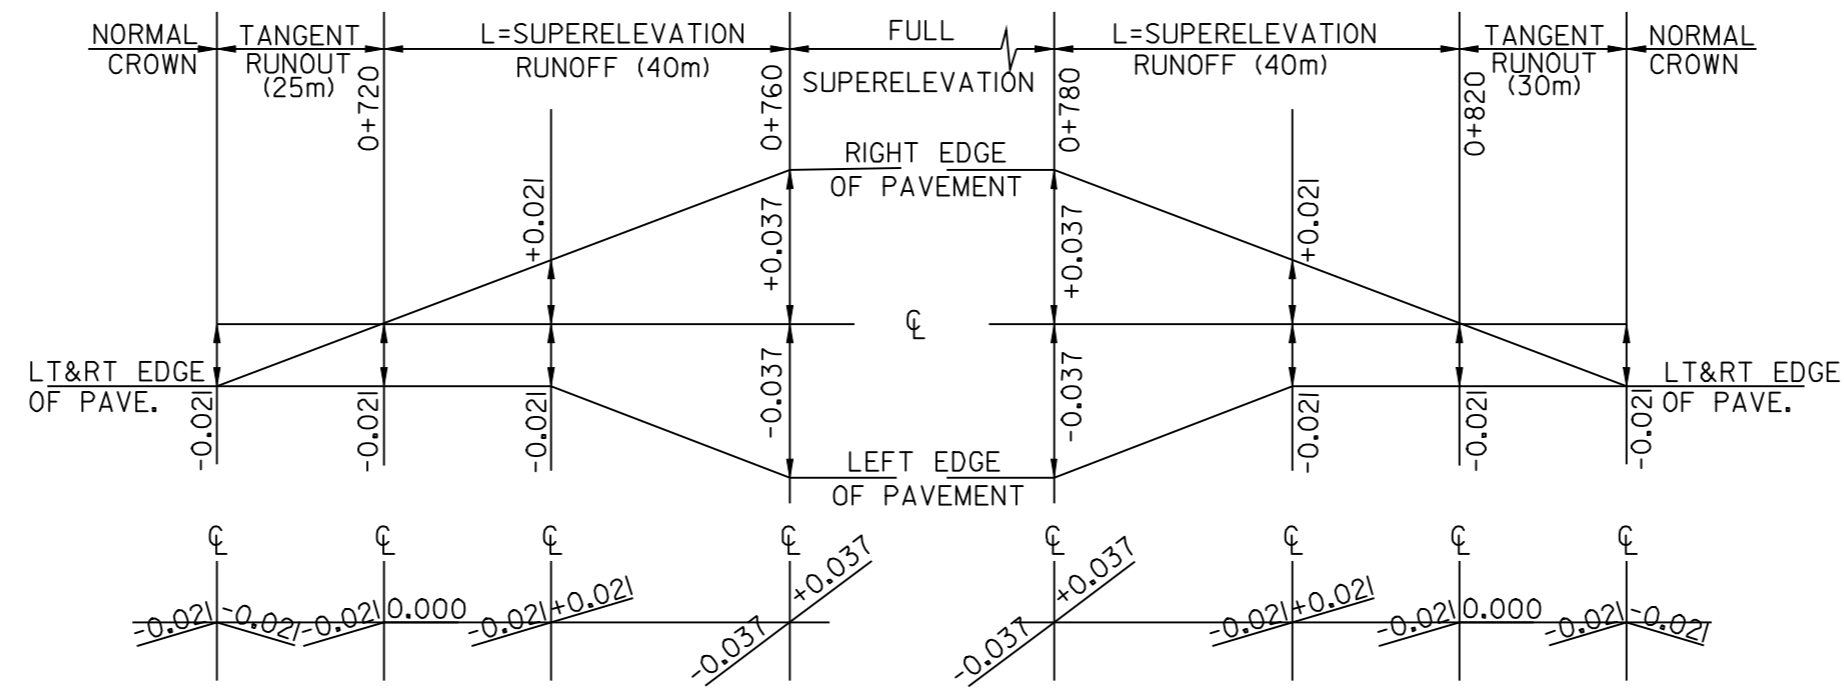 NORMAL
CROWN
TANGENT
RUNOUT
(25m)
0+720
L=SUPERELEVATION
RUNOFF (40m)
0+760
FULL
SUPERELEVATION
0+780
L=SUPERELEVATION
RUNOFF (40m)
0+820
TANGENT
RUNOUT
(30m)
NORMAL
CROWN
RIGHT EDGE
OF PAVEMENT
+0.021
+0.037
+0.037
+0.021
℄
LT&RT EDGE
OF PAVE.
-0.021
-0.021
-0.021
-0.037
-0.037
-0.021
-0.021
-0.021
LT&RT EDGE
OF PAVE.
LEFT EDGE
OF PAVEMENT
℄
℄
℄
℄
℄
℄
℄
℄
-0.021
-0.021
-0.021
0.000
-0.021
+0.021
-0.037
+0.037
-0.037
+0.037
-0.021
+0.021
-0.021
0.000
-0.021
-0.021